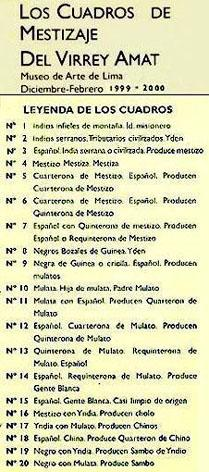 LOS CUADROS DE
MESTIZAJE
DEL VIRREY AMAT
Museo de Arte de Lima
Diciembre-Febrero 1999 - 2000
LEYENDA DE LOS CUADROS
Nº 1 Indios infieles de montaña. Id. misionero
Nº 2 Indios serranos, Tributarios civilizados. Yden
Nº 3 Español. India serrana o civilizada. Produce mestizo
Nº 4 Mestizo. Mestiza. Mestiza
Nº 5 Cuarterona de Mestizo. Español. Producen
Cuarterona de Mestizo
Nº 6 Cuarterona de Mestizo. Español. Producen
Quinterona de Mestizo
Nº 7 Español con Quinterona de mestizo. Producen
Español o Requinterona de Mestizo
Nº 8 Negros Bozales de Guinea. Yden
Nº 9 Negra de Guinea o criolla. Español. Producen
mulatos
Nº 10 Mulata. Hija de mulata. Padre Mulato
Nº 11 Mulata con Español. Producen Quarteron de
Mulato
Nº 12 Español. Cuarterona de Mulato. Producen
Quinterona de Mulato
Nº 13 Quinterona de Mulato. Requinterona de
Mulato. Español
Nº 14 Español. Requinterona de Mulato. Produce
Gente Blanca
Nº 15 Español. Gente Blanca. Casi limpio de origen
Nº 16 Mestizo con Yndia. Producen cholo
Nº 17 Yndia con Mulato. Producen Chinos
Nº 18 Español. China. Produce Quarteron de Chino
Nº 19 Negro con Yndia. Producen Sambo de Yndio
Nº 20 Negro con Mulata. Produce Sambo